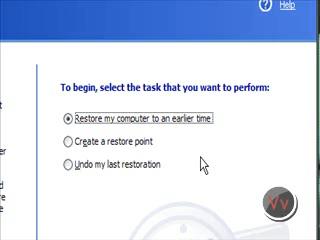 Help
To begin, select the task that you want to perform:
Restore my computer to an earlier time
Create a restore point
Undo my last restoration
Vv